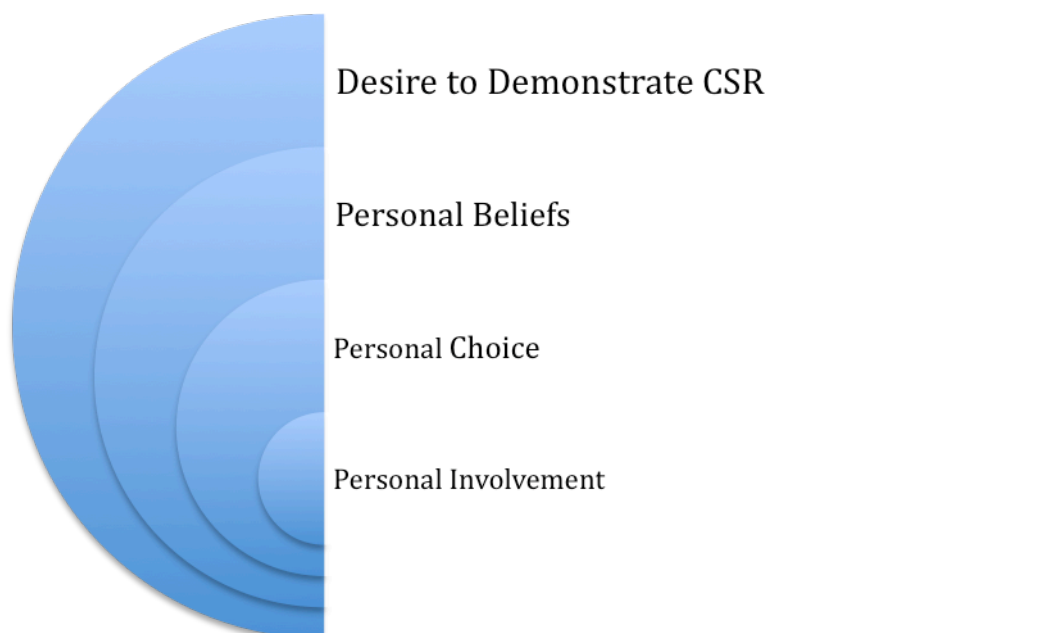 Desire to Demonstrate CSR
Personal Beliefs
Personal Choice
Personal Involvement